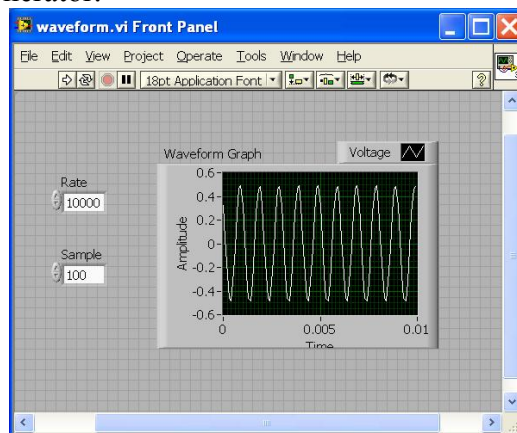 waveform.vi Front Panel
File Edit View Project Operate Tools Window Help
18pt Application Font
Waveform Graph
Voltage
Rate
10000
Sample
100
Amplitude
0.6
0.4
0.2
0
-0.2
-0.4
-0.6
0
0.005
0.01
Time